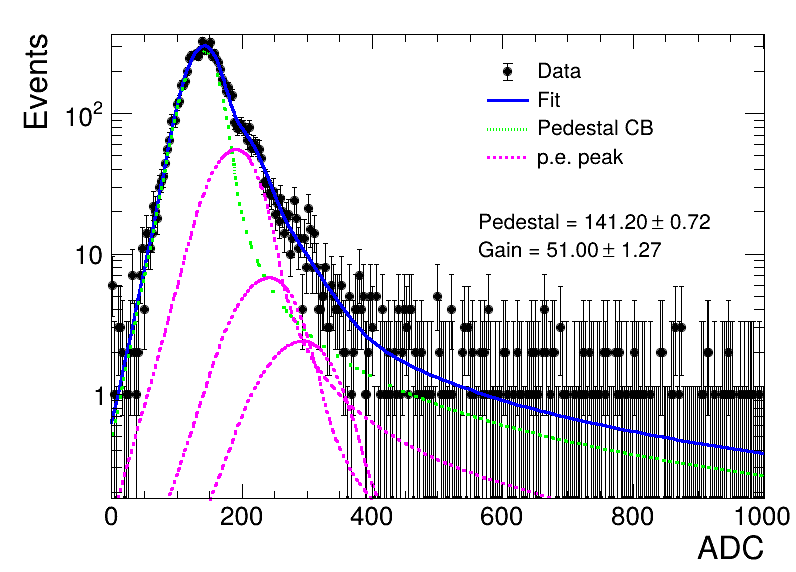 Events
10²
10
1
Data
Fit
Pedestal CB
p.e. peak
Pedestal = 141.20 ± 0.72
Gain = 51.00 ± 1.27
0 200 400 600 800 1000
ADC